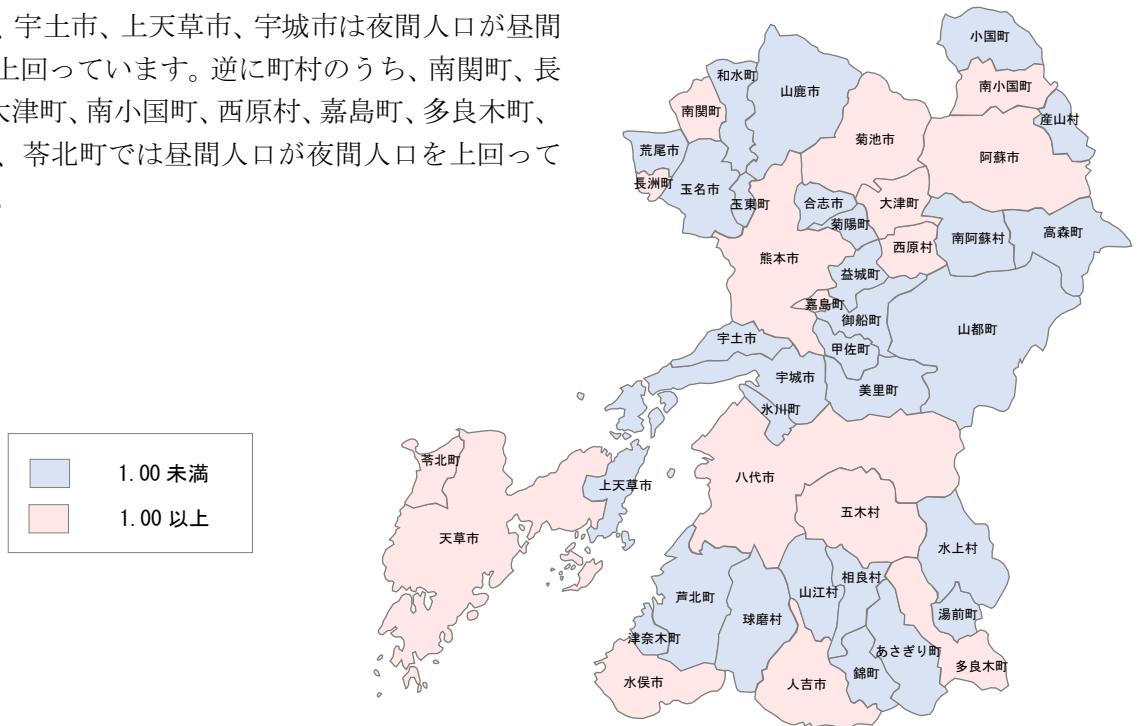 、宇土市、上天草市、宇城市は夜間人口が昼間
上回っています。逆に町村のうち、南関町、長
大津町、南小国町、西原村、嘉島町、多良木町、
、苓北町では昼間人口が夜間人口を上回って
。
小国町
和水町
山鹿市
南小国町
南関町
産山村
菊池市
荒尾市
阿蘇市
長洲町
玉名市
玉東町
合志市
大津町
菊陽町
高森町
南阿蘇村
西原村
熊本市
益城町
嘉島町
御船町
山都町
宇土市
甲佐町
宇城市
美里町
氷川町
苓北町
1.00 未満
八代市
上天草市
五木村
1.00 以上
天草市
水上村
相良村
山江村
芦北町
湯前町
球磨村
津奈木町
あさぎり町
多良木町
錦町
水俣市
人吉市